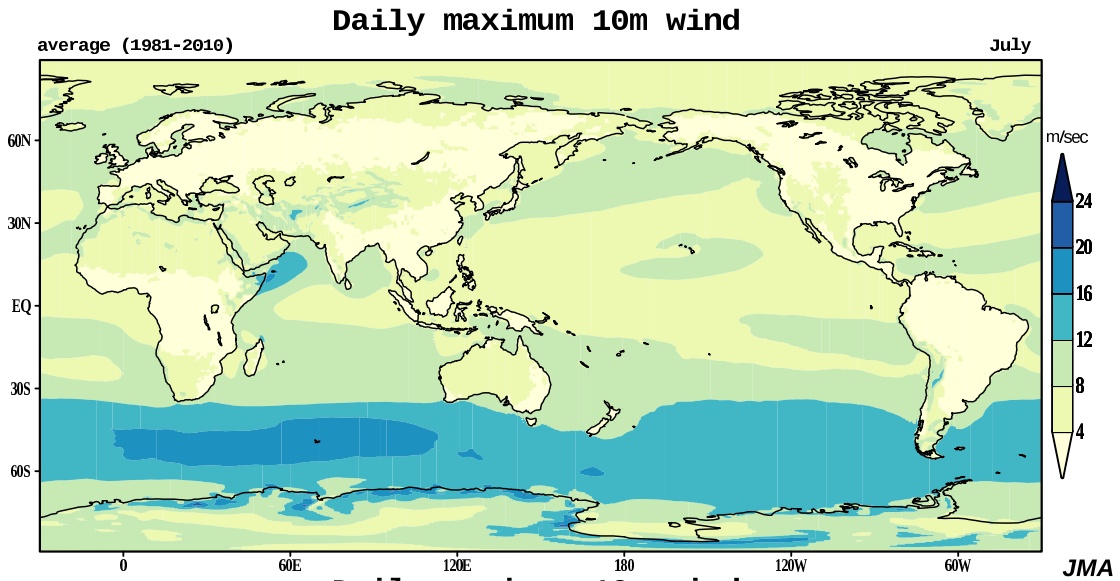 Daily maximum 10m wind
average (1981-2010) July
m/sec
60N
30N
EQ
30S
60S
24
20
16
12
8
4
0 60E 120E 180 120W 60W
JMA